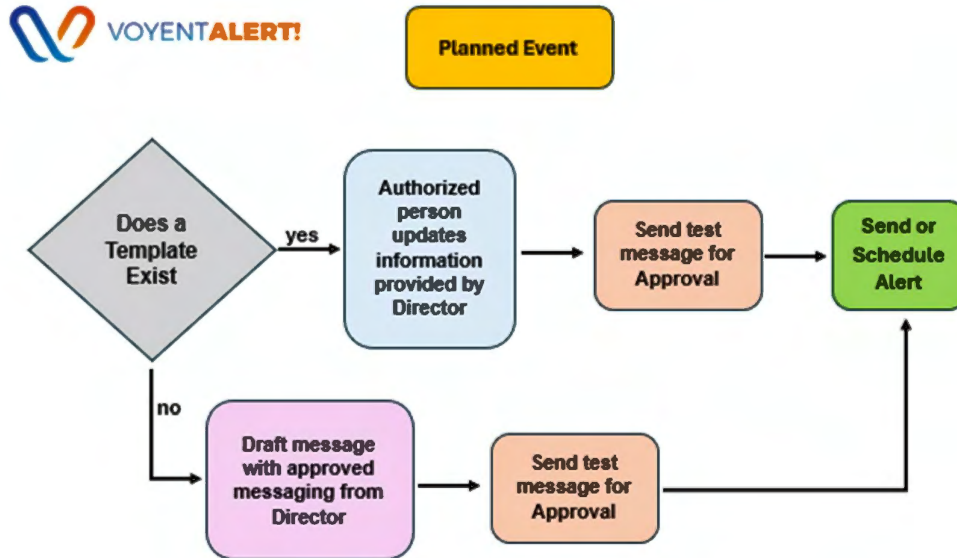 VOYENTALERT!
Planned Event
Does a
Template
Exist
yes
Authorized
person
updates
information
provided by
Director
Send test
message for
Approval
Send or
Schedule
Alert
no
Draft message
with approved
messaging from
Director
Send test
message for
Approval